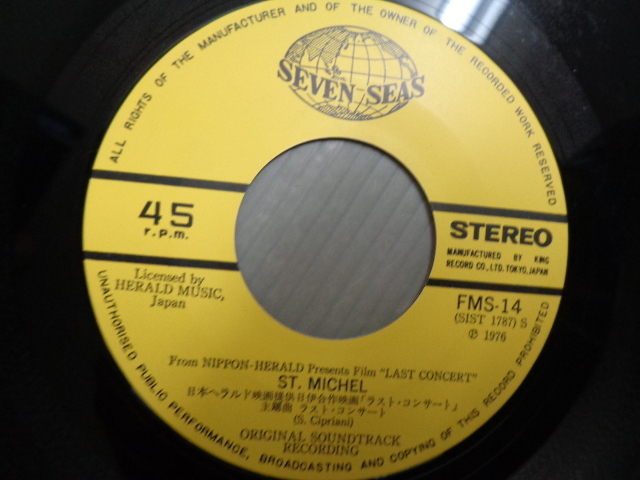 ALL RIGHTS OF THE MANUFACTURER AND OF THE OWNER OF THE RECORDED WORK RESERVED
SEVEN SEAS
45
r.p.m.
STEREO
MANUFACTURED BY KING
RECORD CO., LTD. TOKYO, JAPAN
Licensed by
HERALD MUSIC,
Japan
FMS-14
(SIST 1787) S
Ⓟ 1976
From NIPPON-HERALD Presents Film "LAST CONCERT"
ST. MICHEL
日本ヘラルド映画提供日伊合作映画「ラスト・コンサート」
主題曲 ラスト・コンサート
(S. Cipriani)
ORIGINAL SOUNDTRACK
RECORDING
UNAUTHORISED PUBLIC PERFORMANCE, BROADCASTING AND COPYING OF THIS RECORD PROHIBITED